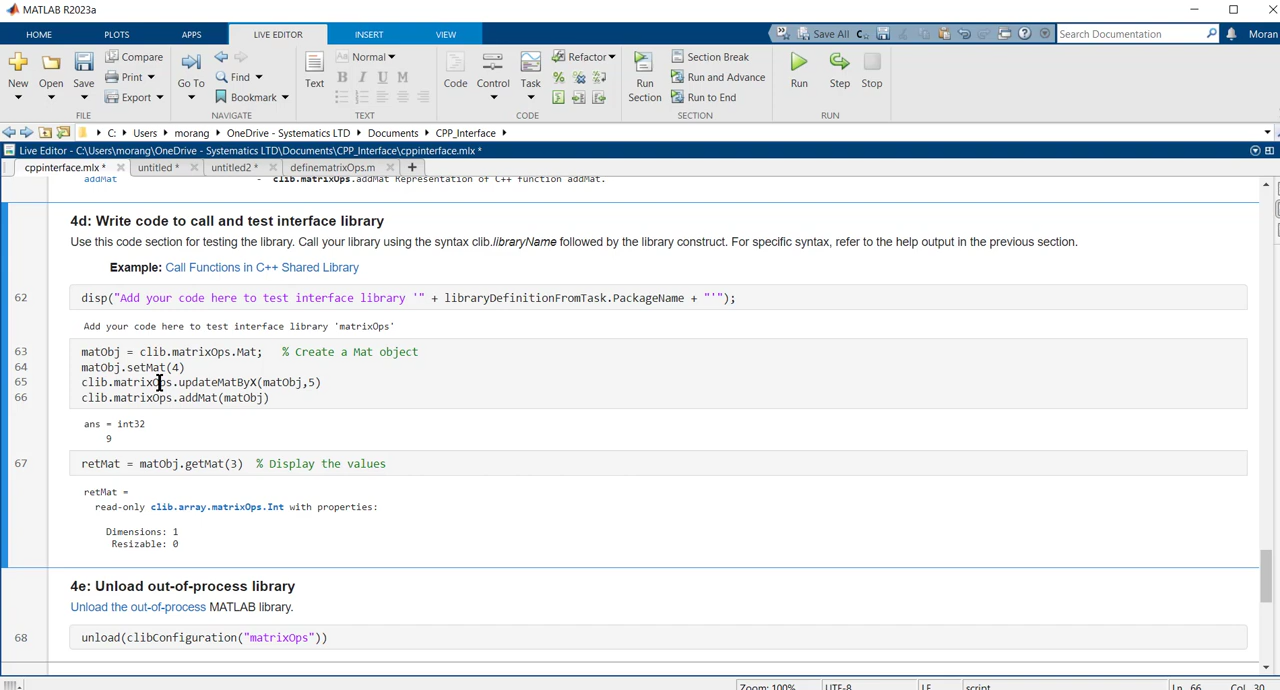 MATLAB R2023a
HOME PLOTS APPS LIVE EDITOR INSERT VIEW Save All Search Documentation Moran
New Open Save Compare Print Export Go To Find Bookmark Text Normal B I U M Code Control Task Refactor Run Section Section Break Run and Advance Run to End Run Step Stop
FILE NAVIGATE TEXT CODE SECTION RUN
C: Users morang OneDrive - Systematics LTD Documents CPP_Interface
Live Editor - C:\Users\morang\OneDrive - Systematics LTD\Documents\CPP_Interface\cppinterface.mlx *
cppinterface.mlx * untitled * untitled2 * definematrixOps.m
addMat - clib.matrixOps.addMat Representation of C++ function addMat.
4d: Write code to call and test interface library
Use this code section for testing the library. Call your library using the syntax clib.libraryName followed by the library construct. For specific syntax, refer to the help output in the previous section.
Example: Call Functions in C++ Shared Library
62 disp("Add your code here to test interface library '" + libraryDefinitionFromTask.PackageName + "'");
Add your code here to test interface library 'matrixOps'
63 matObj = clib.matrixOps.Mat; % Create a Mat object
64 matObj.setMat(4)
65 clib.matrixOps.updateMatByX(matObj,5)
66 clib.matrixOps.addMat(matObj)
ans = int32
9
67 retMat = matObj.getMat(3) % Display the values
retMat =
read-only clib.array.matrixOps.Int with properties:
Dimensions: 1
Resizable: 0
4e: Unload out-of-process library
Unload the out-of-process MATLAB library.
68 unload(clibConfiguration("matrixOps"))
Zoom: 100% UTF-8 LF script Ln 66 Col 30